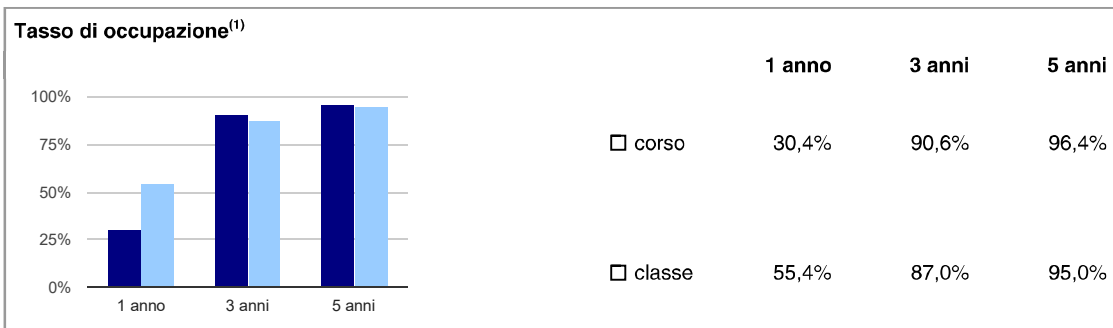 Tasso di occupazione(1)
1 anno 3 anni 5 anni
100%
75%
50%
25%
0%
1 anno 3 anni 5 anni
corso 30,4% 90,6% 96,4%
classe 55,4% 87,0% 95,0%